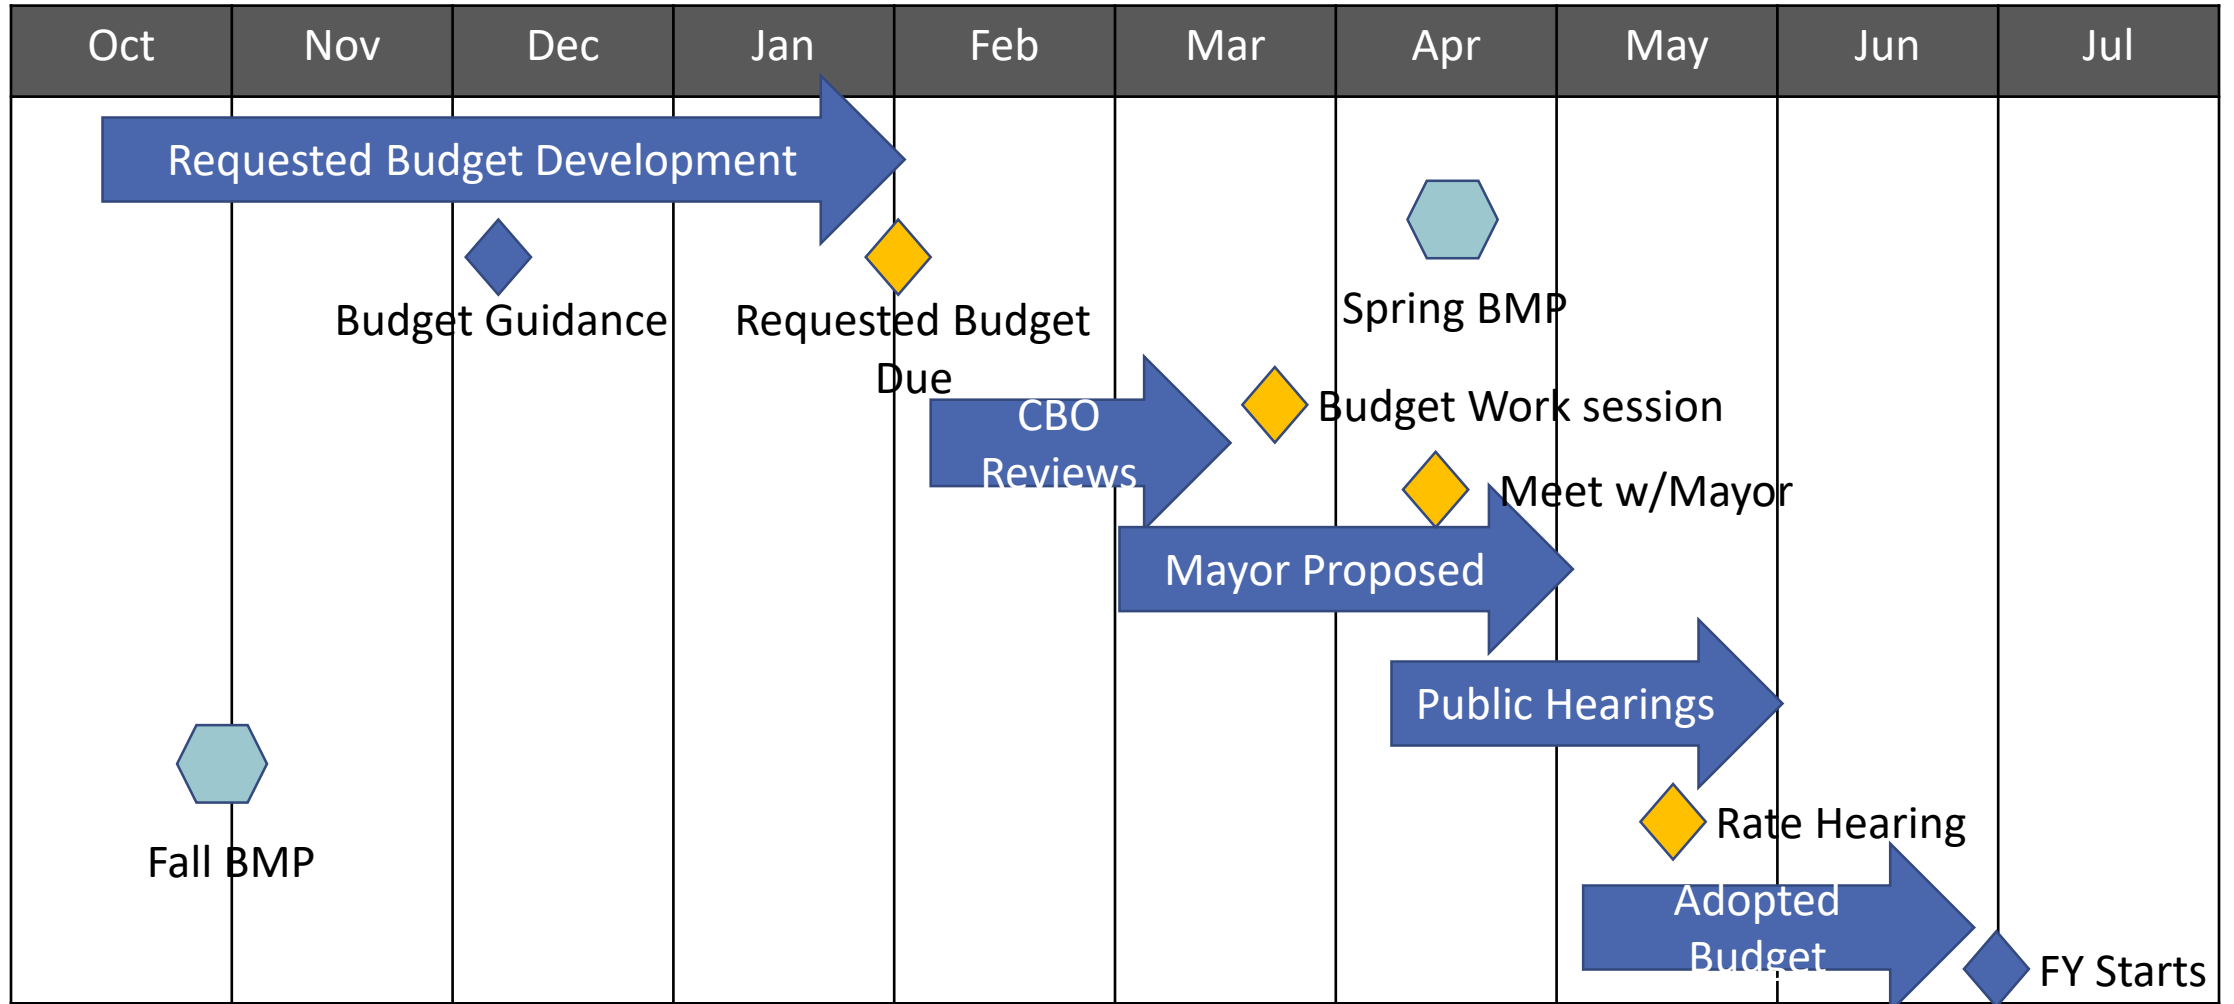 Oct Nov Dec Jan Feb Mar Apr May Jun Jul
Requested Budget Development
Budget Guidance
Requested Budget
Due
Spring BMP
CBO
Reviews
Budget Work session
Meet w/Mayor
Mayor Proposed
Public Hearings
Fall BMP
Rate Hearing
Adopted
Budget
FY Starts